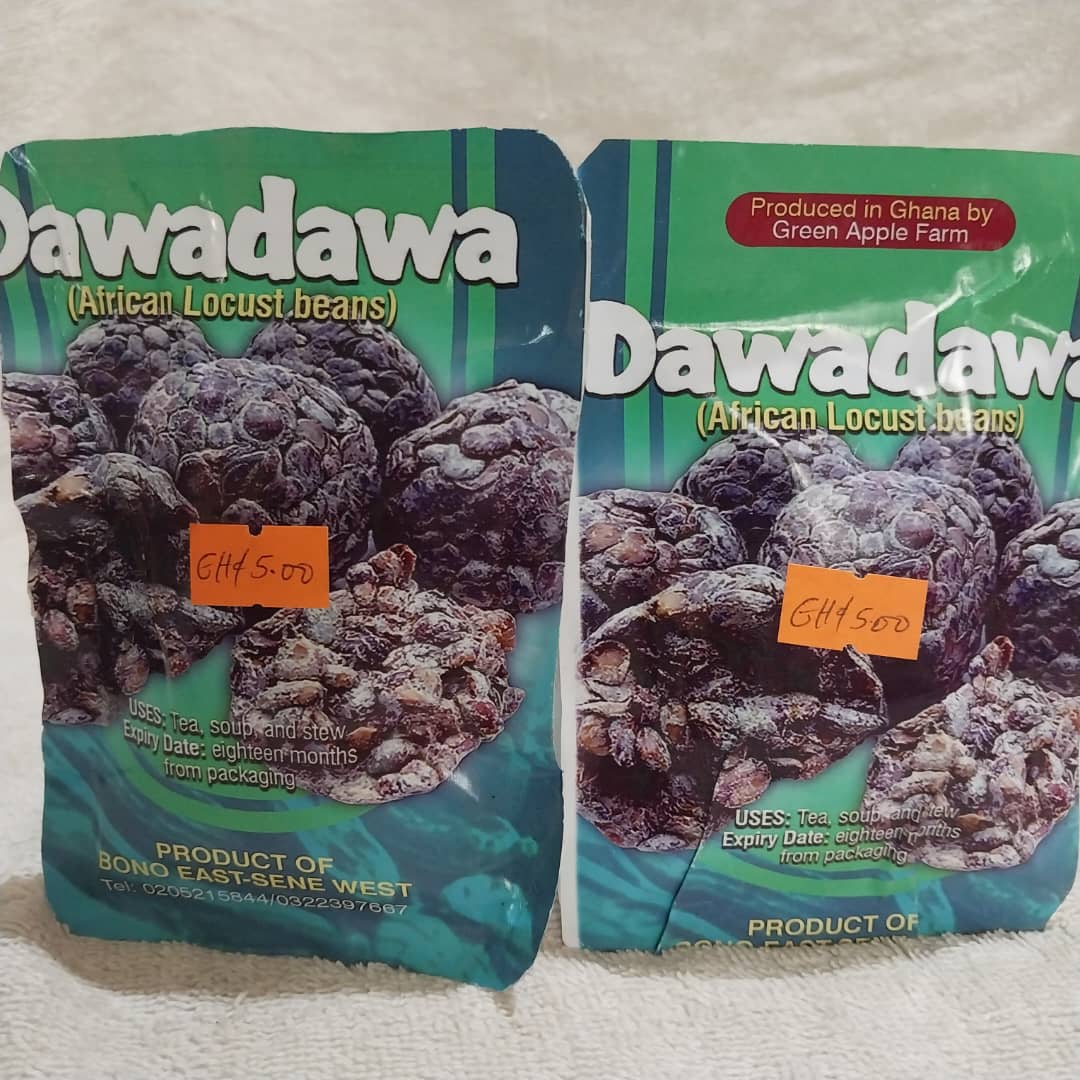 Dawadawa
(African Locust beans)
GH¢5.00
USES: Tea, soup, and stew
Expiry Date: eighteen months
from packaging
PRODUCT OF
BONO EAST-SENE WEST
Tel: 0205215844/0322397667
Produced in Ghana by
Green Apple Farm
Dawadawa
(African Locust beans)
GH¢5.00
USES: Tea, soup, and stew
Expiry Date: eighteen months
from packaging
PRODUCT OF